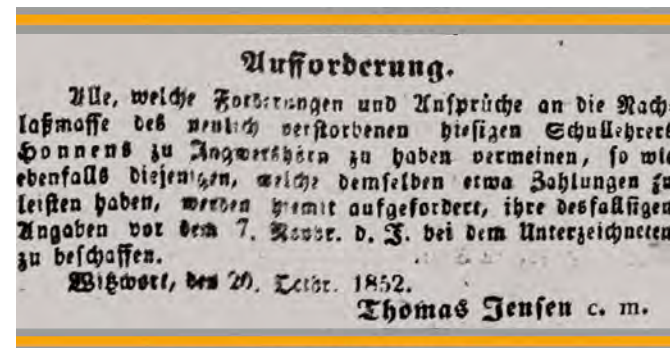 Aufforderung.
Alle, welche Forderungen und Ansprüche an die Nach-
laßmasse des neulich verstorbenen hiesigen Schullehrers
Honnens zu Ingwershörn zu haben vermeinen, so wie
ebenfalls diejenigen, welche demselben etwa Zahlungen zu
leisten haben, werden hiemit aufgefordert, ihre desfallsigen
Angaben vor dem 7. Novbr. d. J. bei dem Unterzeichneten
zu beschaffen.
Witzwort, den 20. Octbr. 1852.
Thomas Jensen c. m.